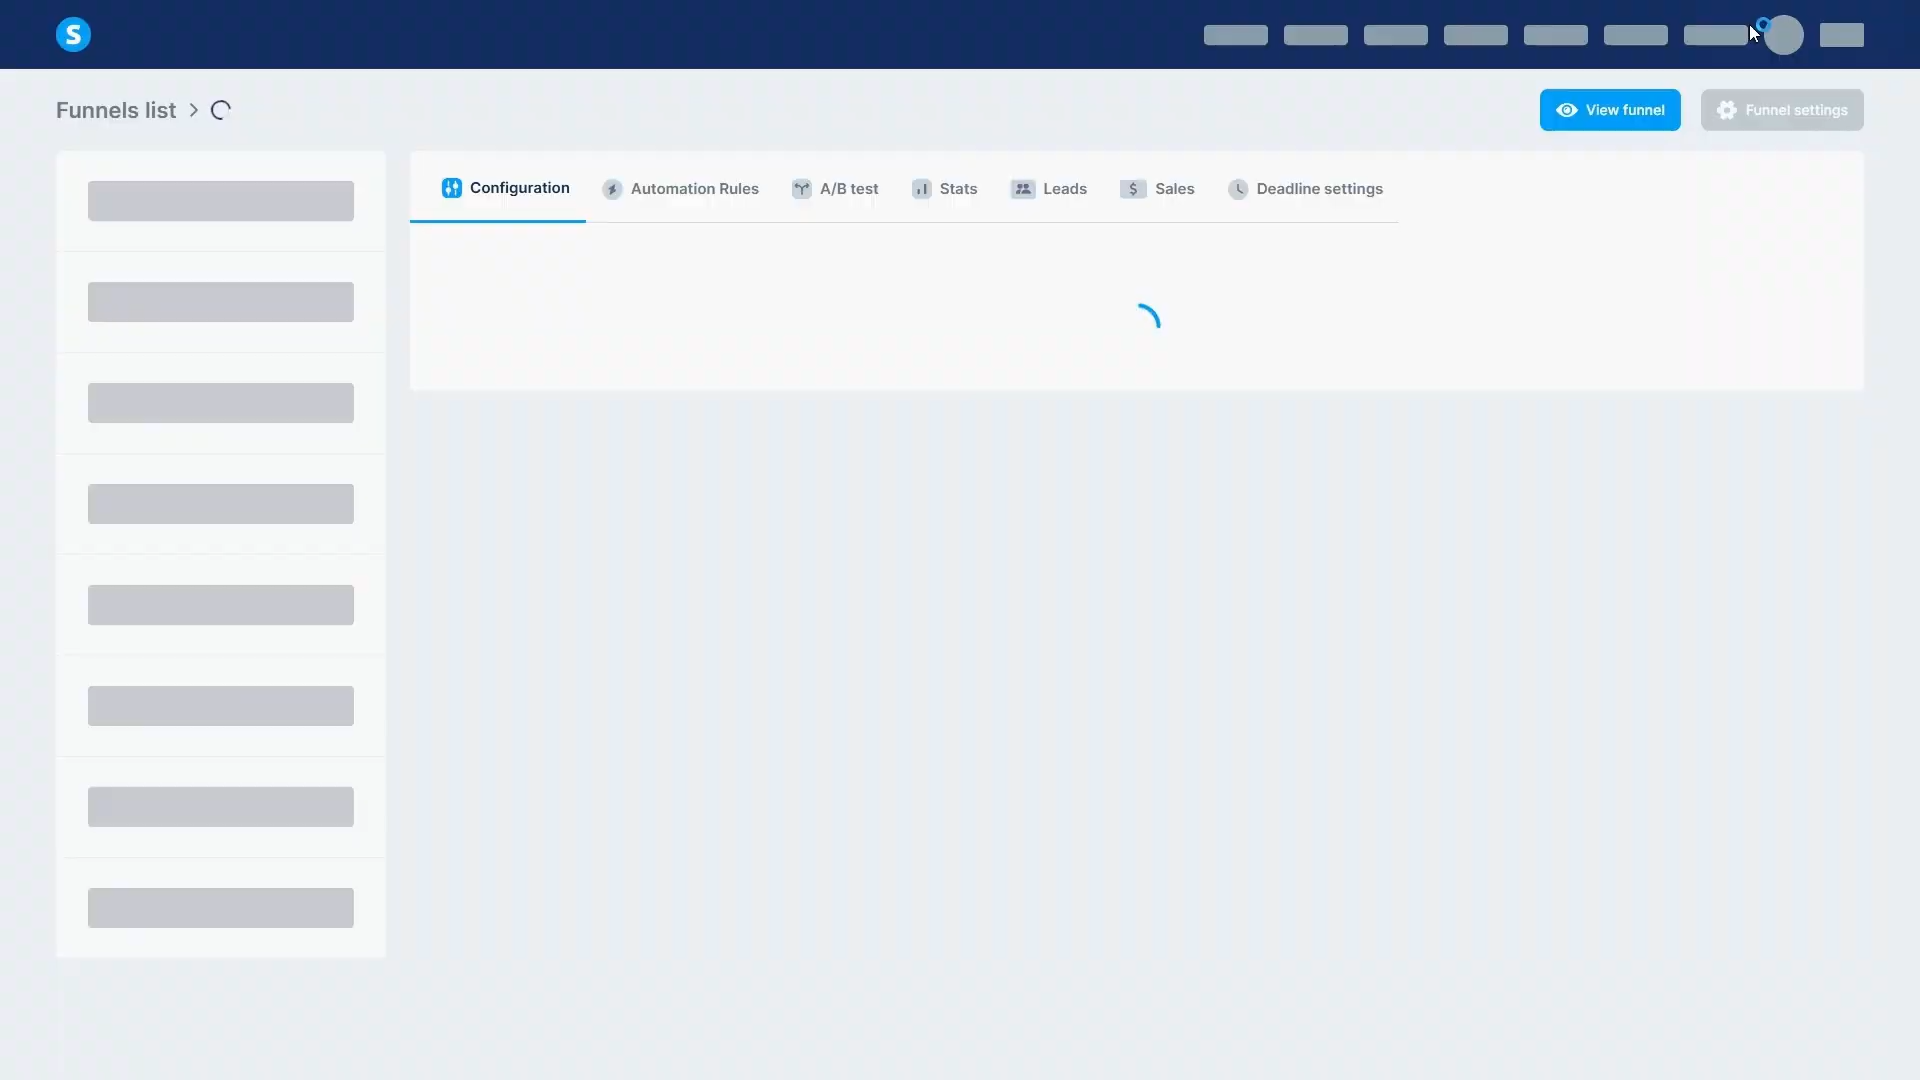 S
Funnels list
View funnel
Funnel settings
Configuration
Automation Rules
A/B test
Stats
Leads
$
Sales
Deadline settings